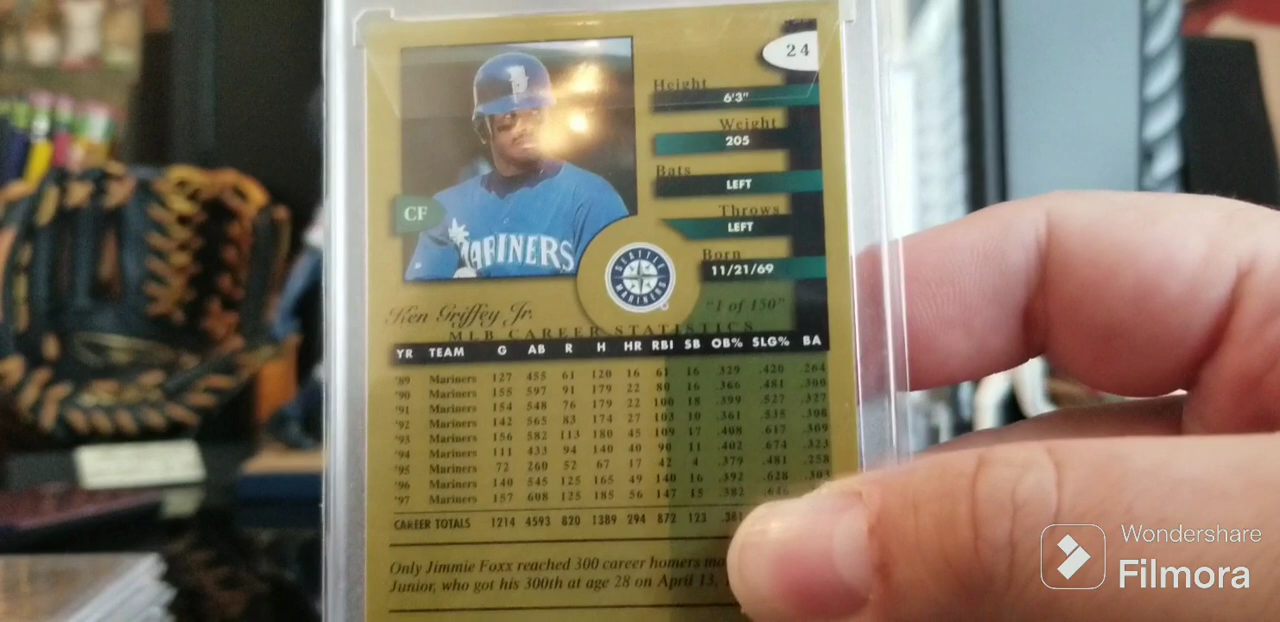 24
Height
6'3"
Weight
205
Bats
LEFT
Throws
LEFT
Born
11/21/69
"1 of 150"
CF
MARINERS
SEATTLE
MARINERS
Ken Griffey Jr.
MLB CAREER STATISTICS
YR TEAM G AB R H HR RBI SB OB% SLG% BA
'89 Mariners 127 455 61 120 16 61 16 .329 .420 .264
'90 Mariners 155 597 91 179 22 80 16 .366 .481 .300
'91 Mariners 154 548 76 179 22 100 18 .399 .527 .327
'92 Mariners 142 565 83 174 27 103 10 .361 .535 .308
'93 Mariners 156 582 113 180 45 109 17 .408 .617 .309
'94 Mariners 111 433 94 140 40 90 11 .402 .674 .323
'95 Mariners 72 260 52 67 17 42 4 .379 .481 .258
'96 Mariners 140 545 125 165 49 140 16 .392 .628 .303
'97 Mariners 157 608 125 185 56 147 15 .382 .646
CAREER TOTALS 1214 4593 820 1389 294 872 123 .381
Only Jimmie Foxx reached 300 career homers
Junior, who got his 300th at age 28 on April 13,
Wondershare
Filmora